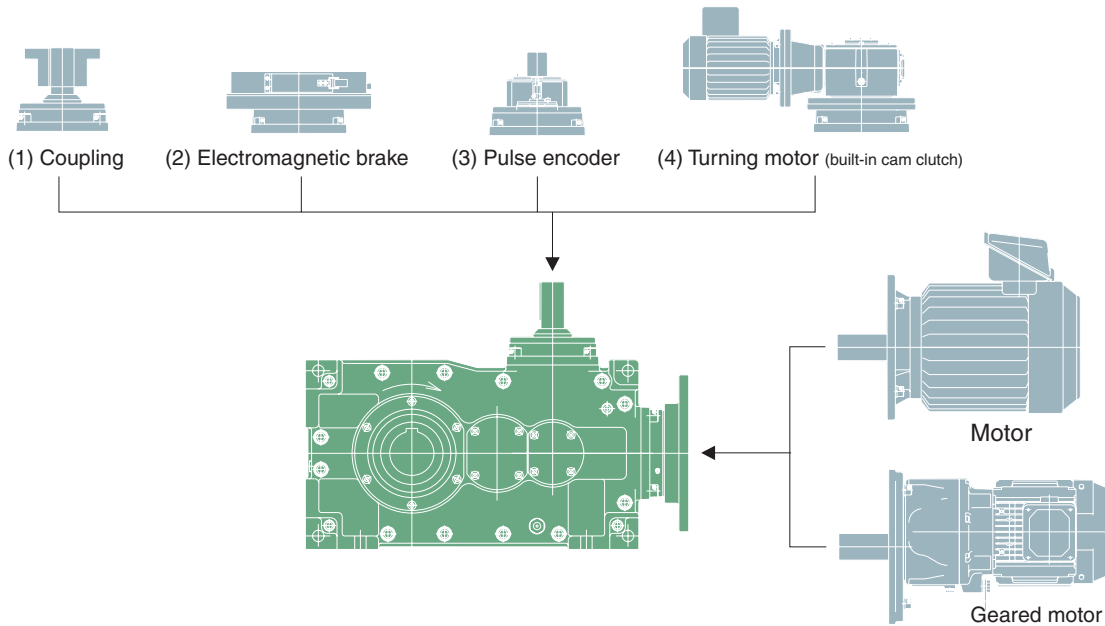 (1) Coupling
(2) Electromagnetic brake
(3) Pulse encoder
(4) Turning motor (built-in cam clutch)
Motor
Geared motor